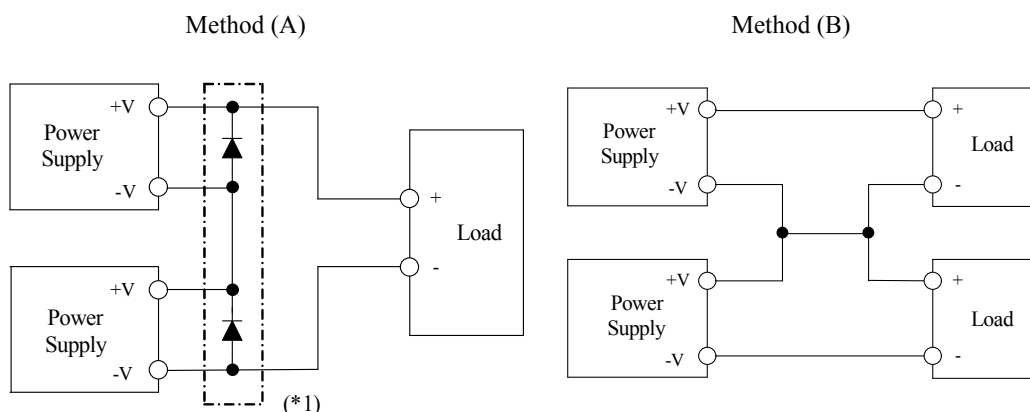 Method (A)
+V
Power
Supply
-V
+V
Power
Supply
-V
(*1)
+
Load
-
Method (B)
+V
Power
Supply
-V
+V
Power
Supply
-V
+
Load
-
+
Load
-